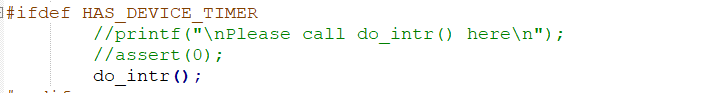 #ifdef HAS_DEVICE_TIMER
//printf("\nPlease call do_intr() here\n");
//assert(0);
do_intr();